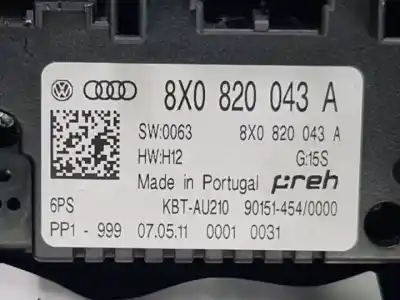 8X0 820 043 A
SW:0063 8X0 820 043 A
HW:H12 G:15S
Made in Portugal preh
6PS KBT-AU210 90151-454/0000
PP1 - 999 07.05.11 0001 0031